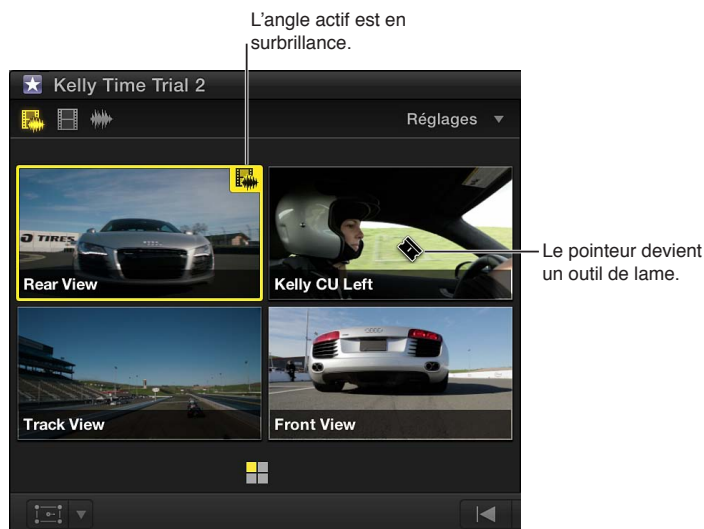 L'angle actif est en
surbrillance.
Kelly Time Trial 2
Réglages
TIRES
Rear View
Kelly CU Left
Le pointeur devient
un outil de lame.
Track View
Front View